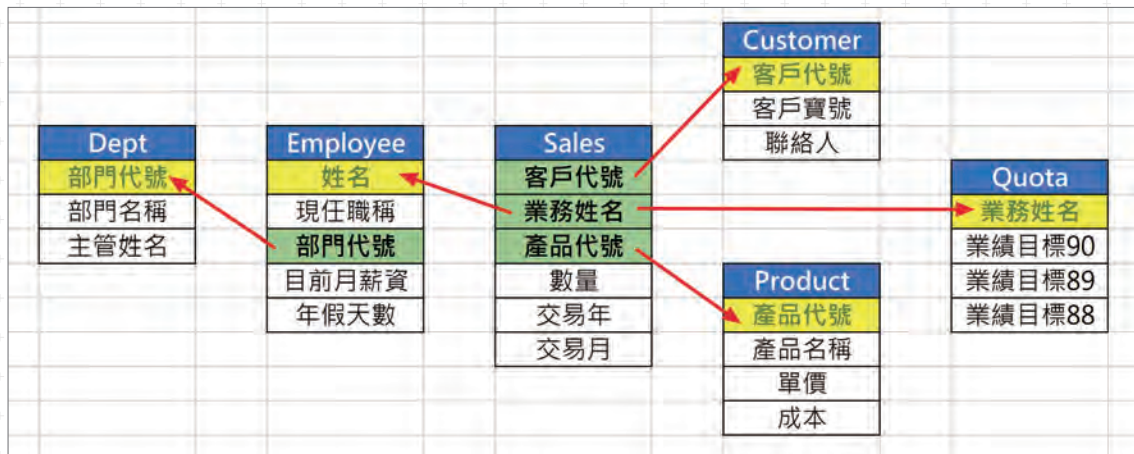 Dept
部門代號
部門名稱
主管姓名
Employee
姓名
現任職稱
部門代號
目前月薪資
年假天數
Sales
客戶代號
業務姓名
產品代號
數量
交易年
交易月
Customer
客戶代號
客戶寶號
聯絡人
Product
產品代號
產品名稱
單價
成本
Quota
業務姓名
業績目標90
業績目標89
業績目標88